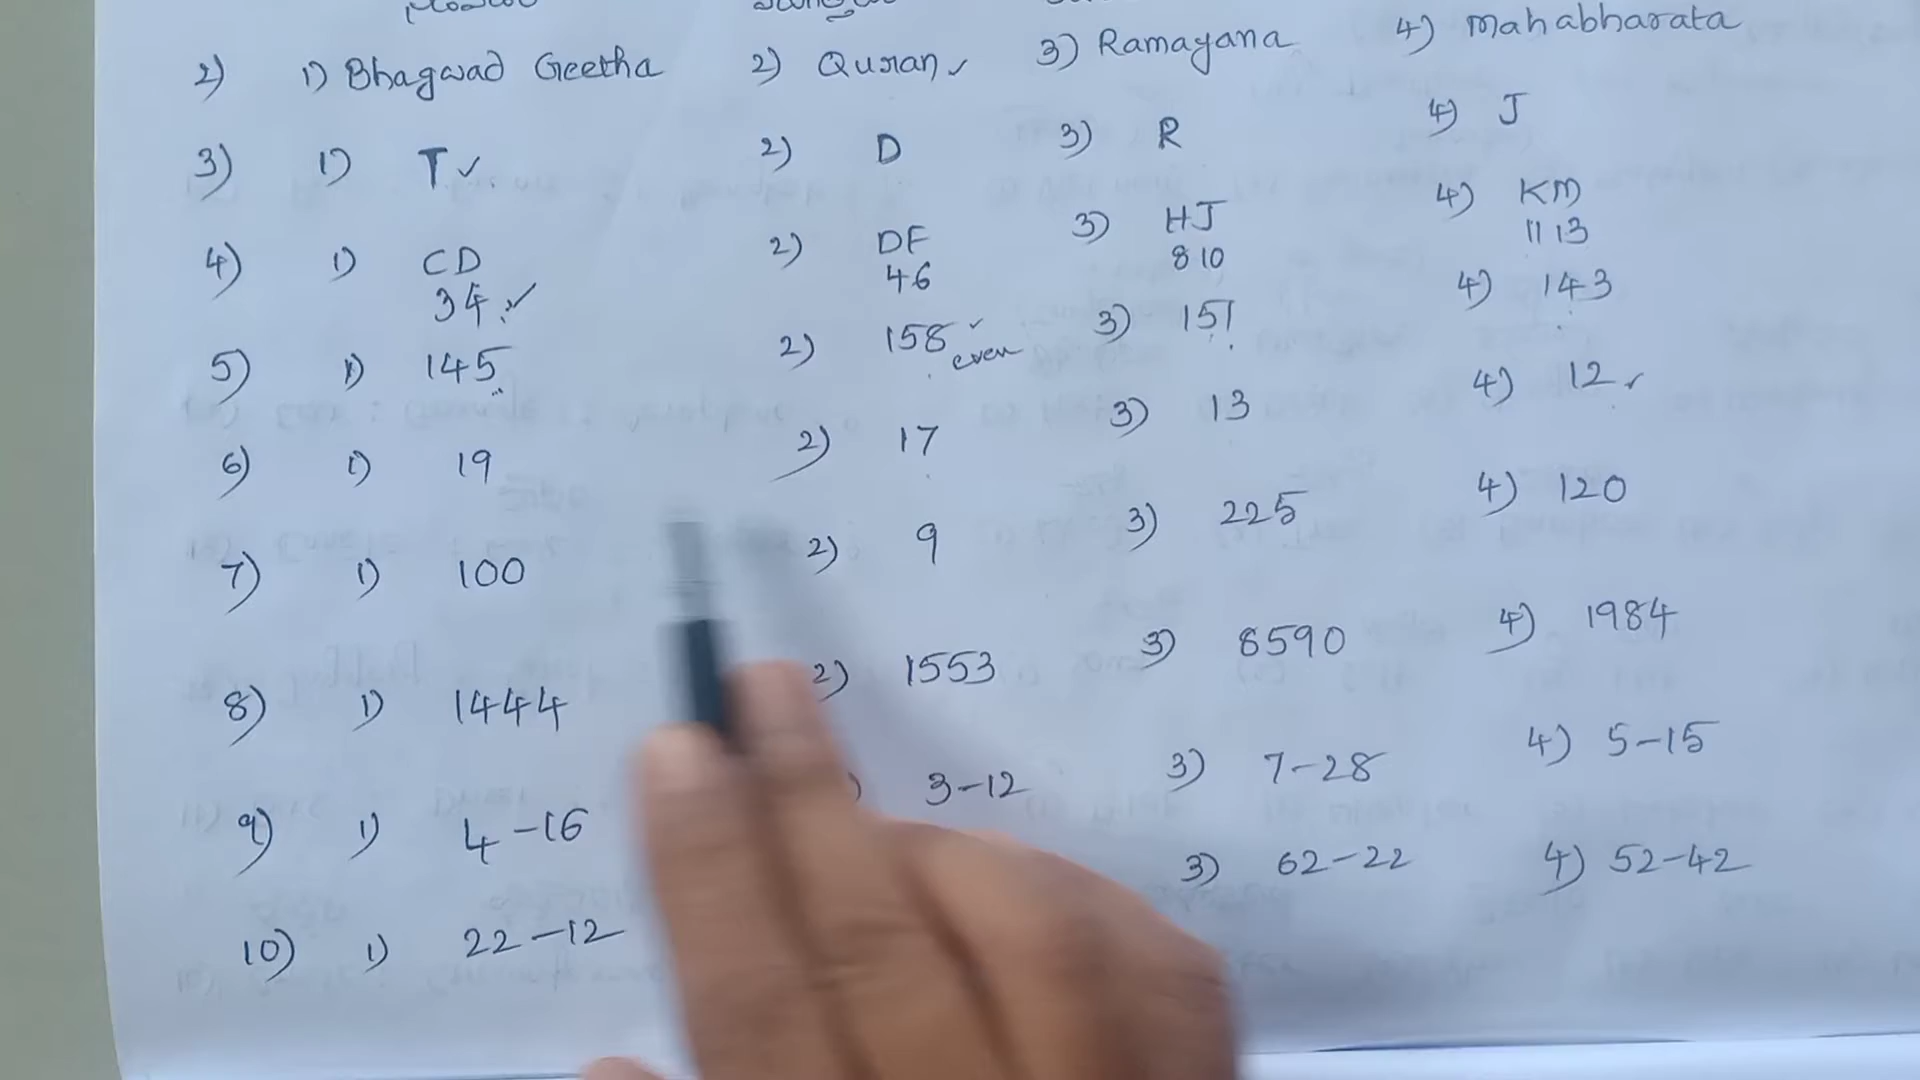 2) 1) Bhagwad Geetha 2) Quran ✓ 3) Ramayana 4) Mahabharata
3) 1) T ✓ 2) D 3) R 4) J
4) 1) CD 2) DF 3) HJ 4) KM
34 ✓ 46 8 10 11 13
5) 1) 145 2) 158 ✓ even 3) 151 4) 143
6) 1) 19 2) 17 3) 13 4) 12 ✓
7) 1) 100 2) 9 3) 225 4) 120
8) 1) 1444 2) 1553 3) 8590 4) 1984
9) 1) 4-16 ) 3-12 3) 7-28 4) 5-15
10) 1) 22-12 3) 62-22 4) 52-42